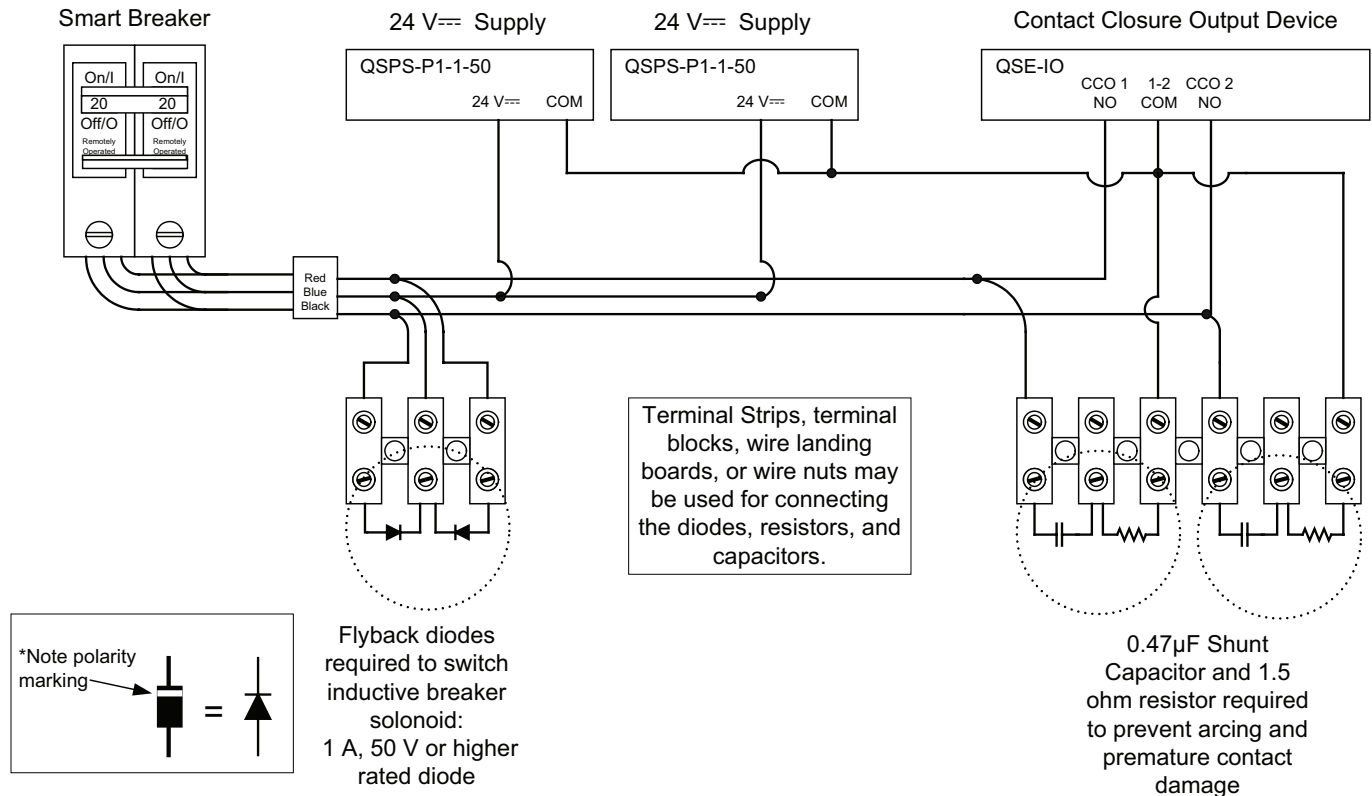 Smart Breaker
24 V⎓ Supply
24 V⎓ Supply
Contact Closure Output Device
On/I
20
Off/O
Remotely
Operated
On/I
20
Off/O
Remotely
Operated
QSPS-P1-1-50
24 V⎓ COM
QSPS-P1-1-50
24 V⎓ COM
QSE-IO
CCO 1
NO
1-2
COM
CCO 2
NO
Red
Blue
Black
Terminal Strips, terminal
blocks, wire landing
boards, or wire nuts may
be used for connecting
the diodes, resistors, and
capacitors.
*Note polarity
marking
=
Flyback diodes
required to switch
inductive breaker
solonoid:
1 A, 50 V or higher
rated diode
0.47µF Shunt
Capacitor and 1.5
ohm resistor required
to prevent arcing and
premature contact
damage